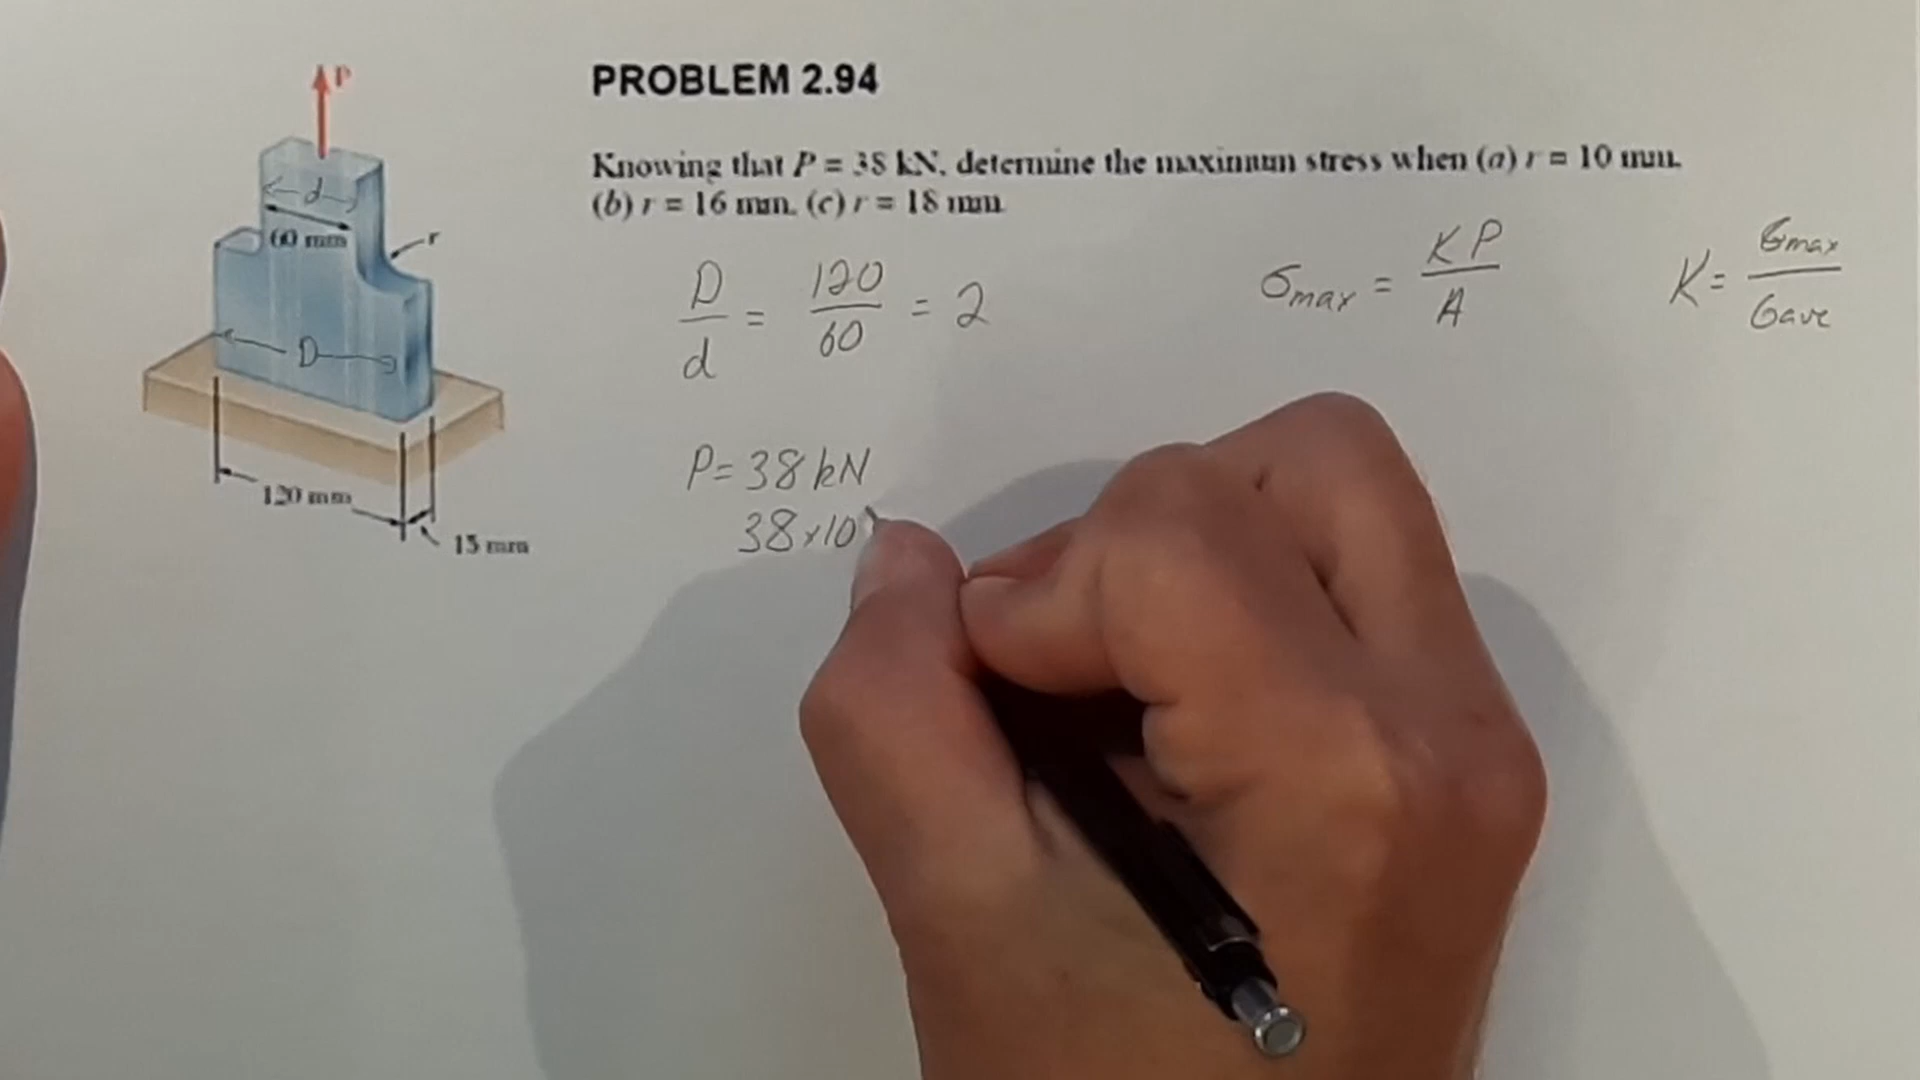 PROBLEM 2.94
Knowing that P = 38 kN, determine the maximum stress when (a) r = 10 mm,
(b) r = 16 mm, (c) r = 18 mm
P
d
60 mm
r
D
120 mm
15 mm
D/d = 120/60 = 2
σmax = KP/A
K = σmax/σave
P = 38 kN
38 x 10